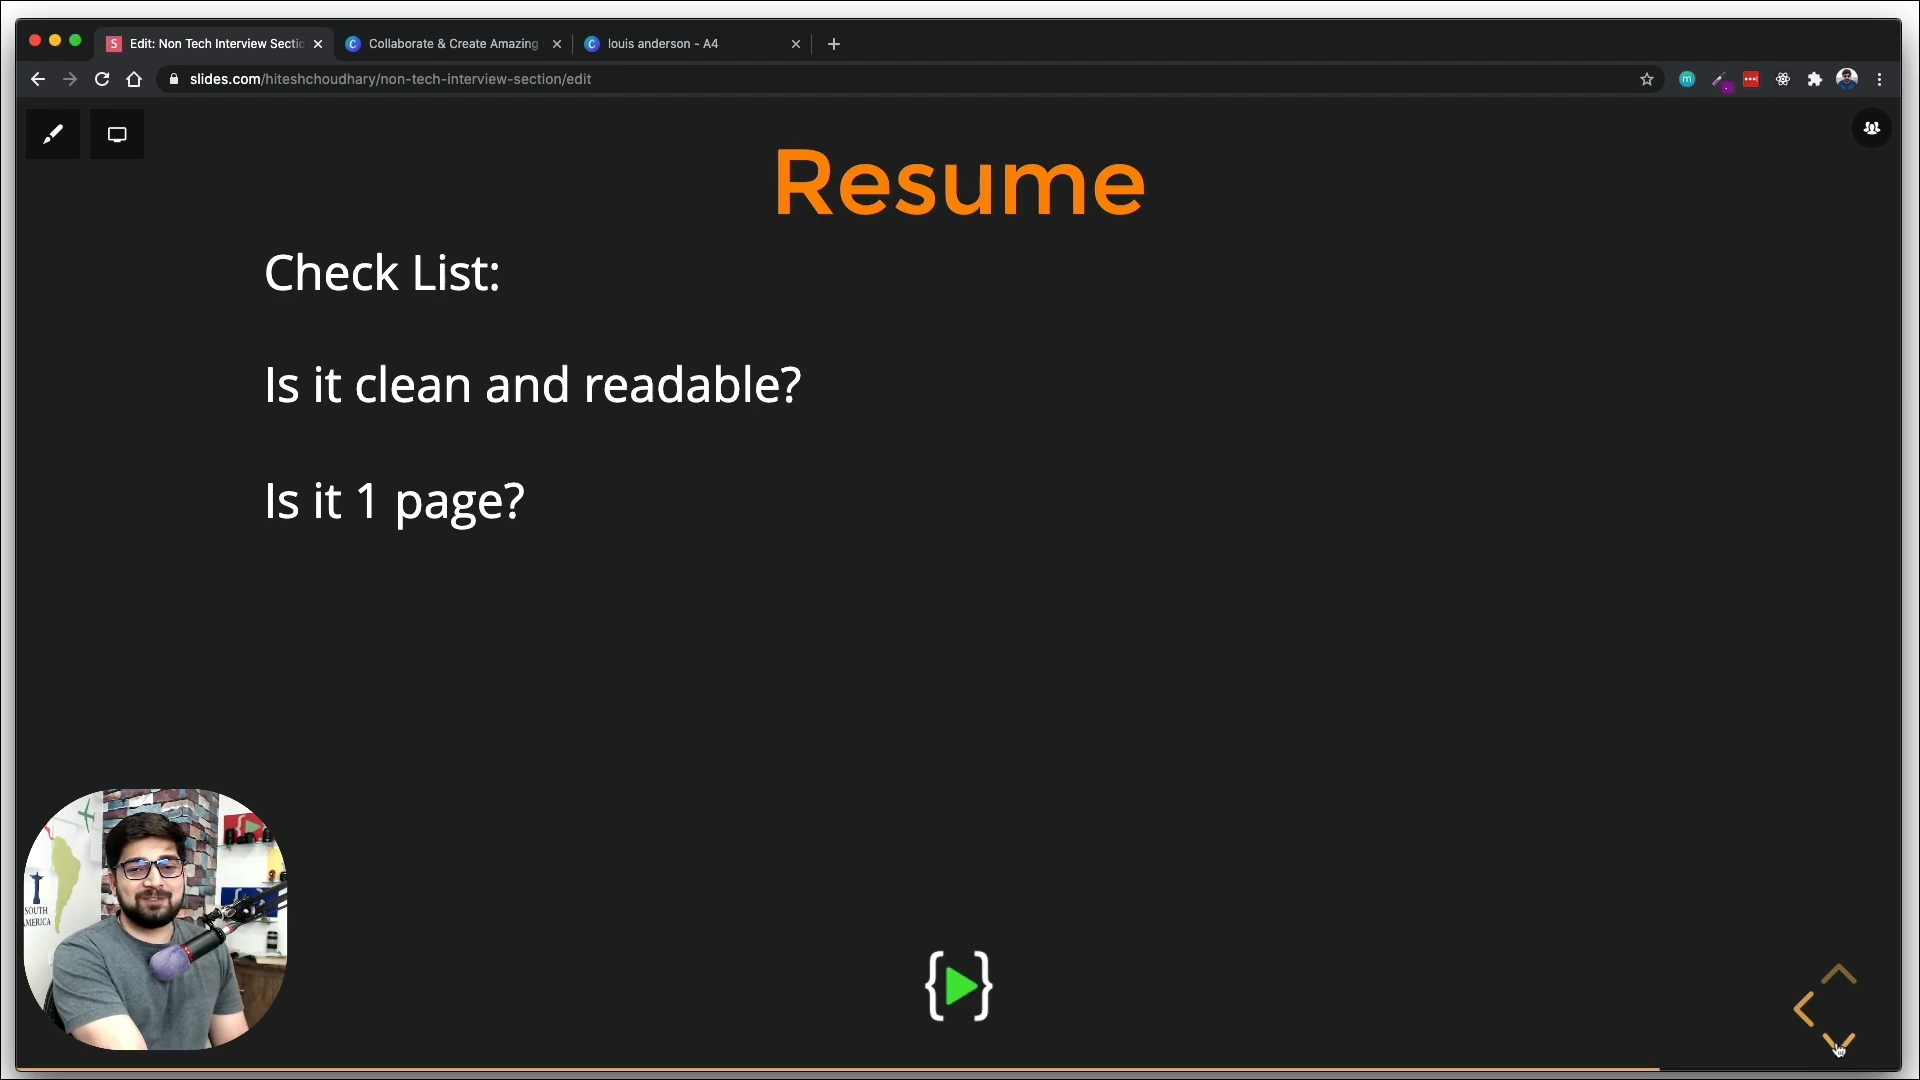 Edit: Non Tech Interview Sectio
Collaborate & Create Amazing
louis anderson - A4
slides.com/hiteshchoudhary/non-tech-interview-section/edit
Resume
Check List:
Is it clean and readable?
Is it 1 page?
SOUTH
AMERICA